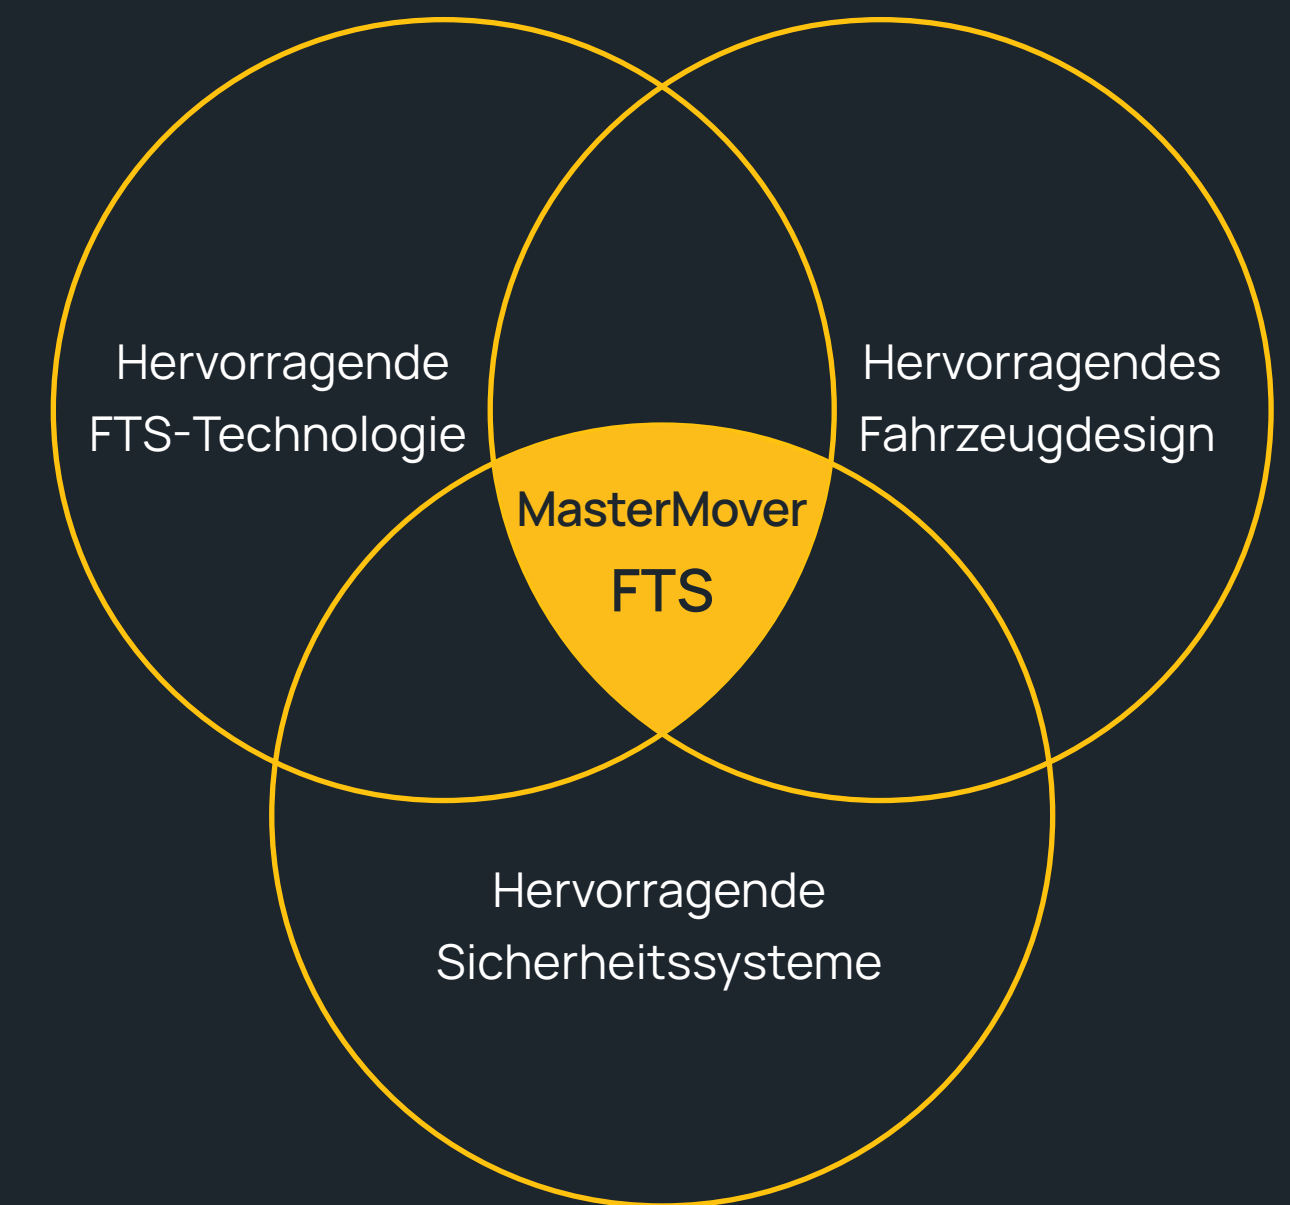 Hervorragende
FTS-Technologie
Hervorragendes
Fahrzeugdesign
MasterMover
FTS
Hervorragende
Sicherheitssysteme